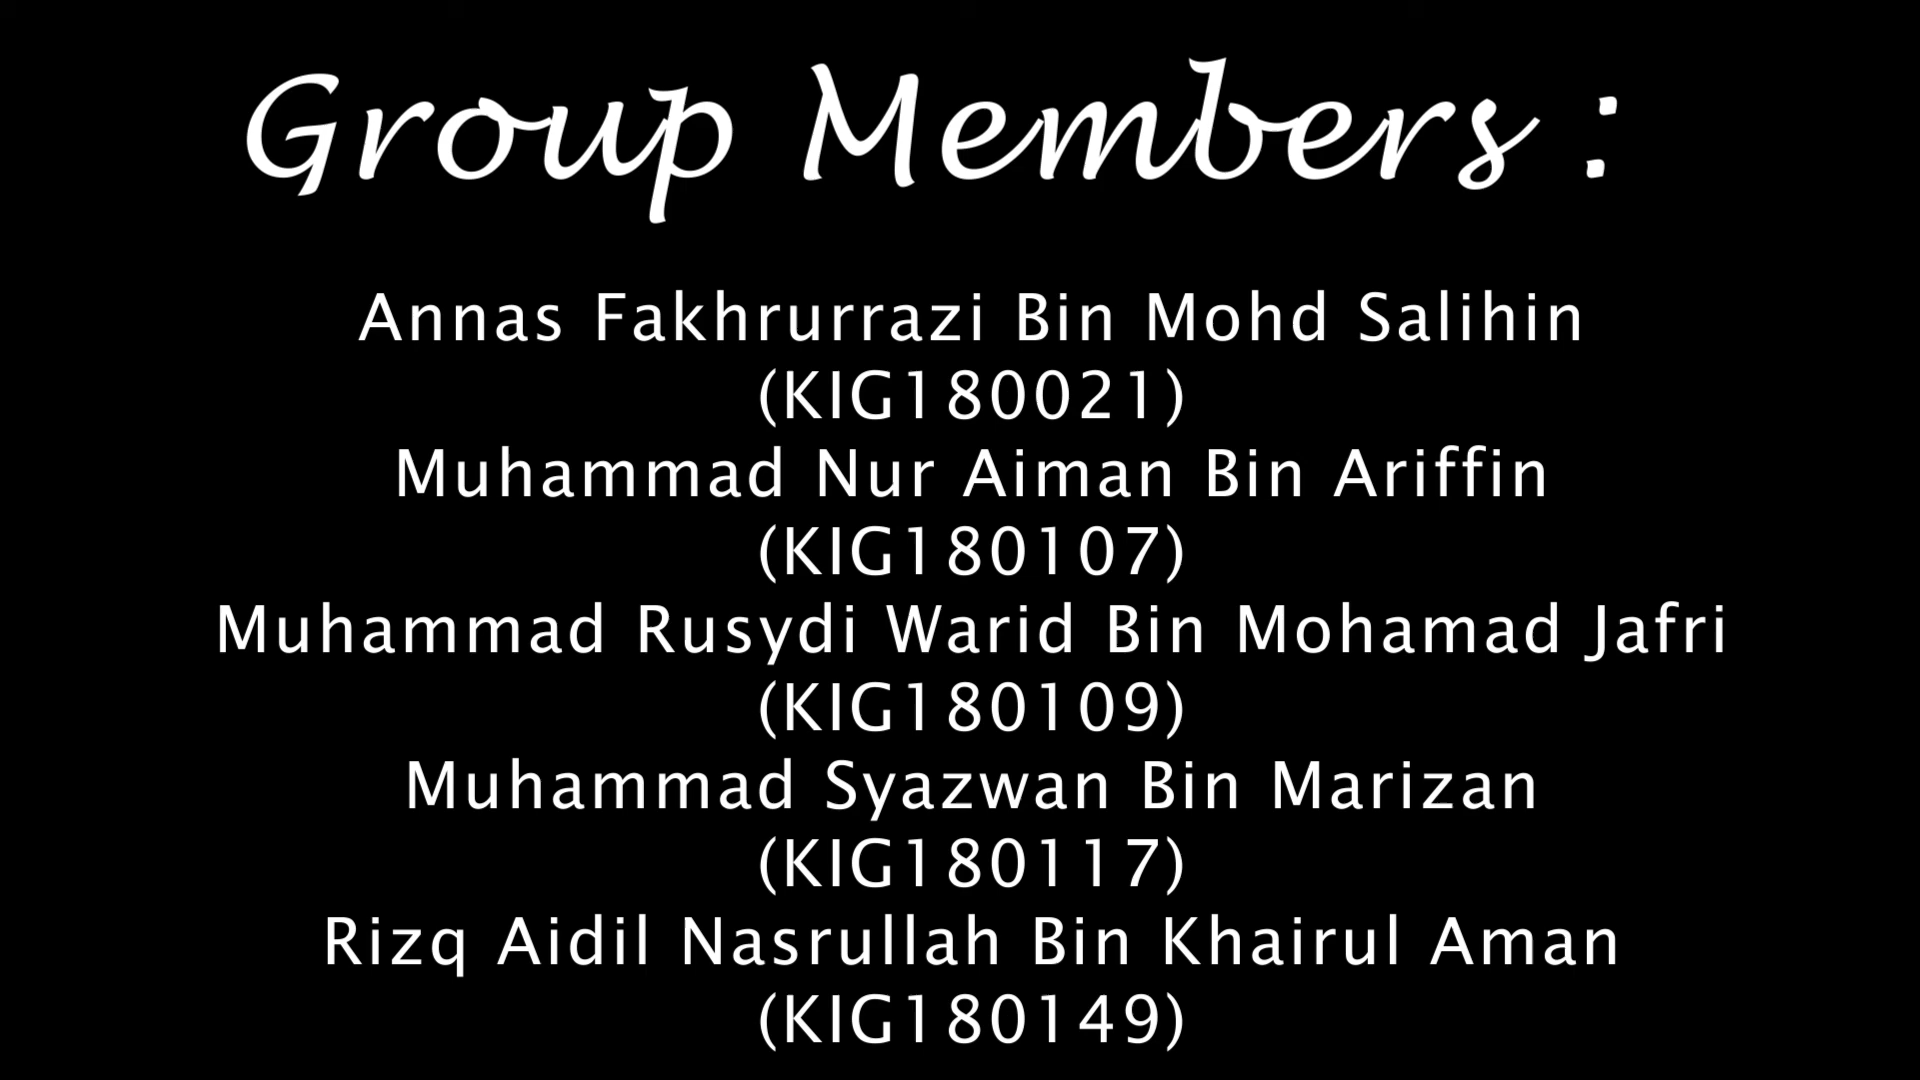 Group Members :
Annas Fakhrurrazi Bin Mohd Salihin
(KIG180021)
Muhammad Nur Aiman Bin Ariffin
(KIG180107)
Muhammad Rusydi Warid Bin Mohamad Jafri
(KIG180109)
Muhammad Syazwan Bin Marizan
(KIG180117)
Rizq Aidil Nasrullah Bin Khairul Aman
(KIG180149)